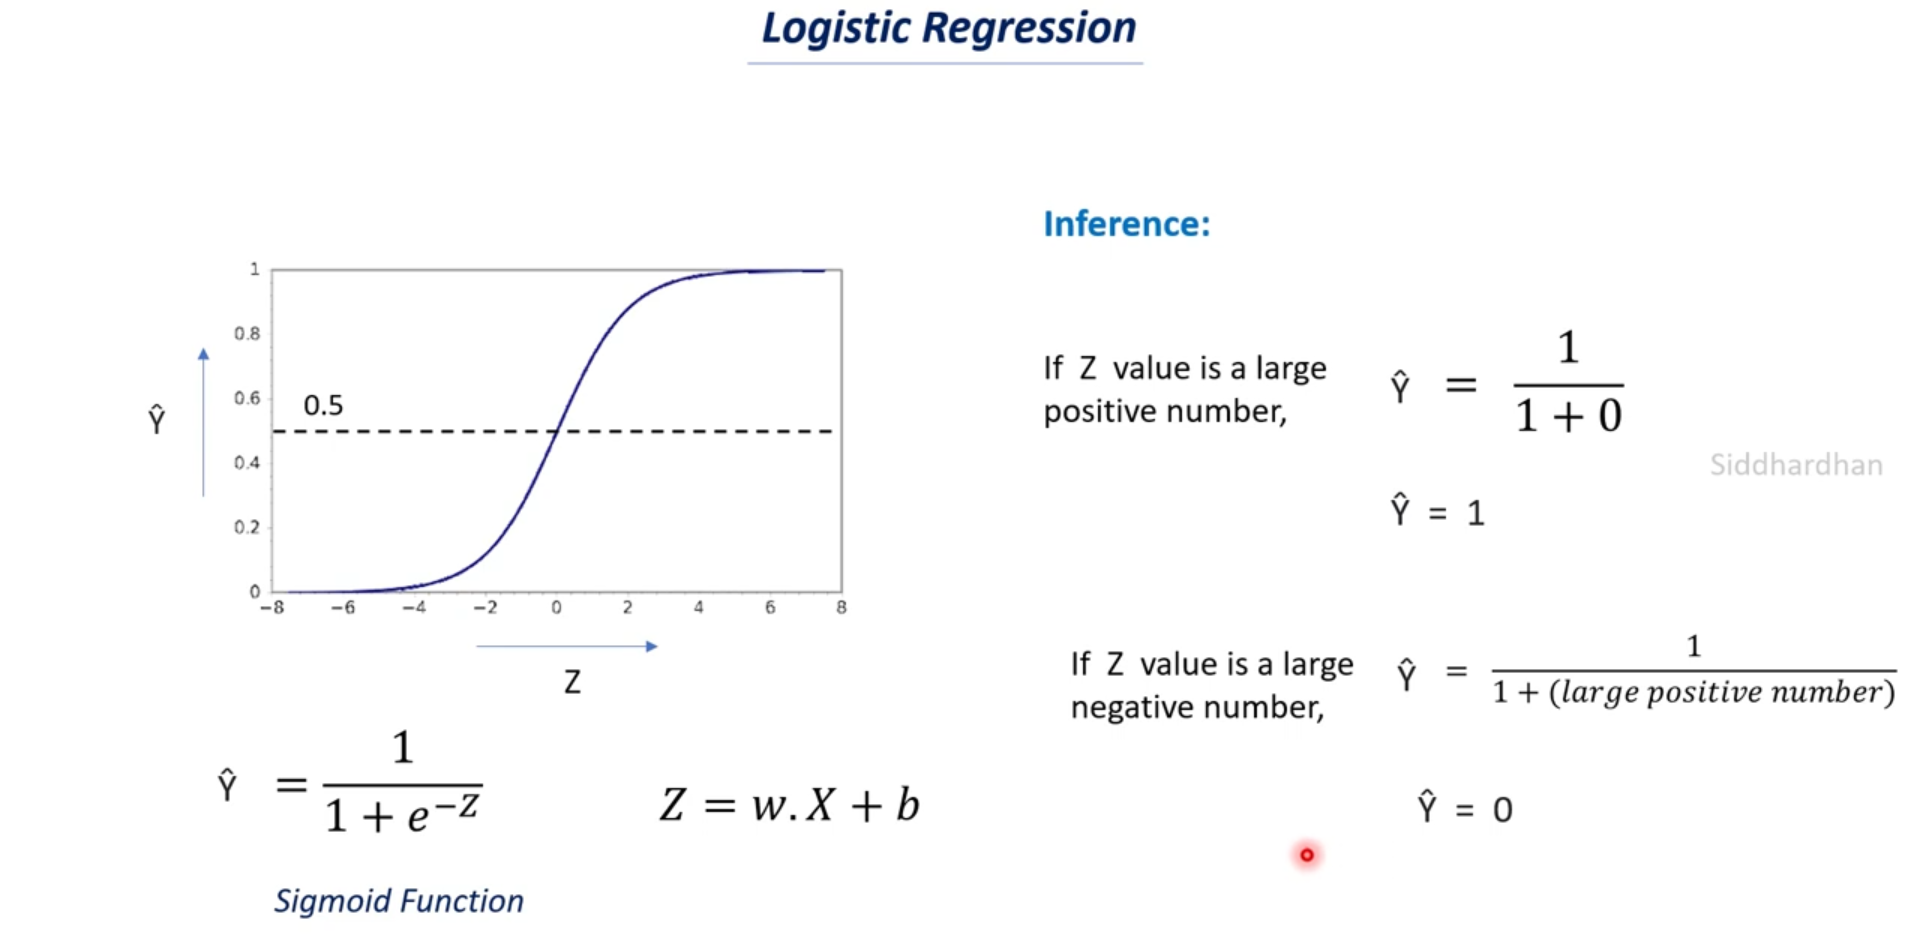 Logistic Regression
1
0.8
0.6
0.5
Ŷ
0.4
0.2
0
−8 −6 −4 −2 0 2 4 6 8
Z
Ŷ = 1 / (1 + e^−Z)
Z = w.X + b
Sigmoid Function
Inference:
If Z value is a large
positive number,
Ŷ = 1 / (1 + 0)
Siddhardhan
Ŷ = 1
If Z value is a large
negative number,
Ŷ = 1 / (1 + (large positive number))
Ŷ = 0